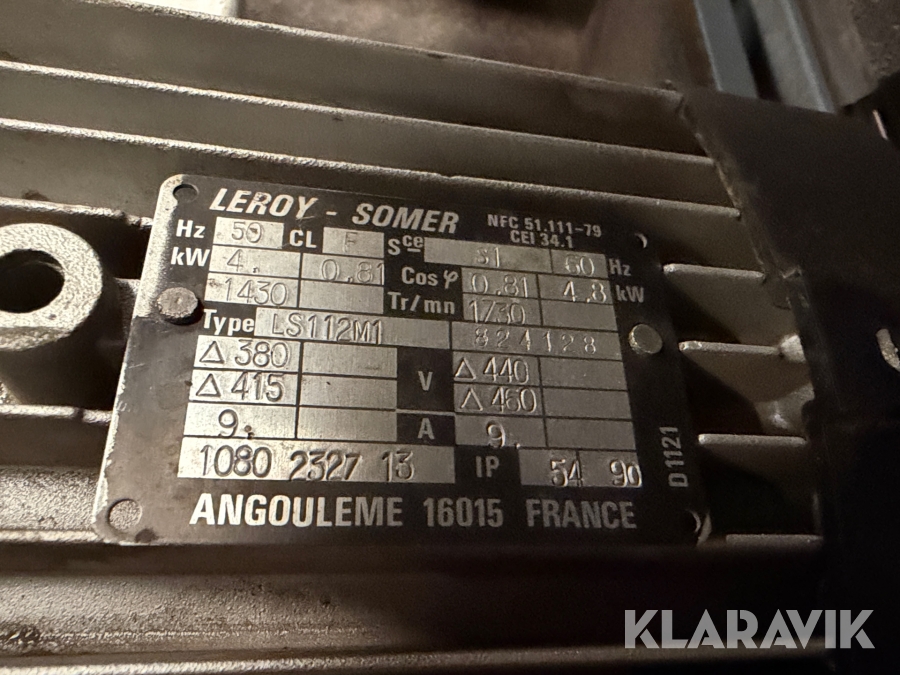 LEROY - SOMER NFC 51.111-79
CEI 34.1
Hz 50 CL F Sce S1 60 Hz
kW 4. 0.81 Cos φ 0.81 4.8 kW
1430 Tr/mn 1730
Type LS112M1 824128
△ 380 V △ 440
△ 415 △ 460
9. A 9.
1080 2327 13 IP 54 90
D1121
ANGOULEME 16015 FRANCE
KLARAVIK